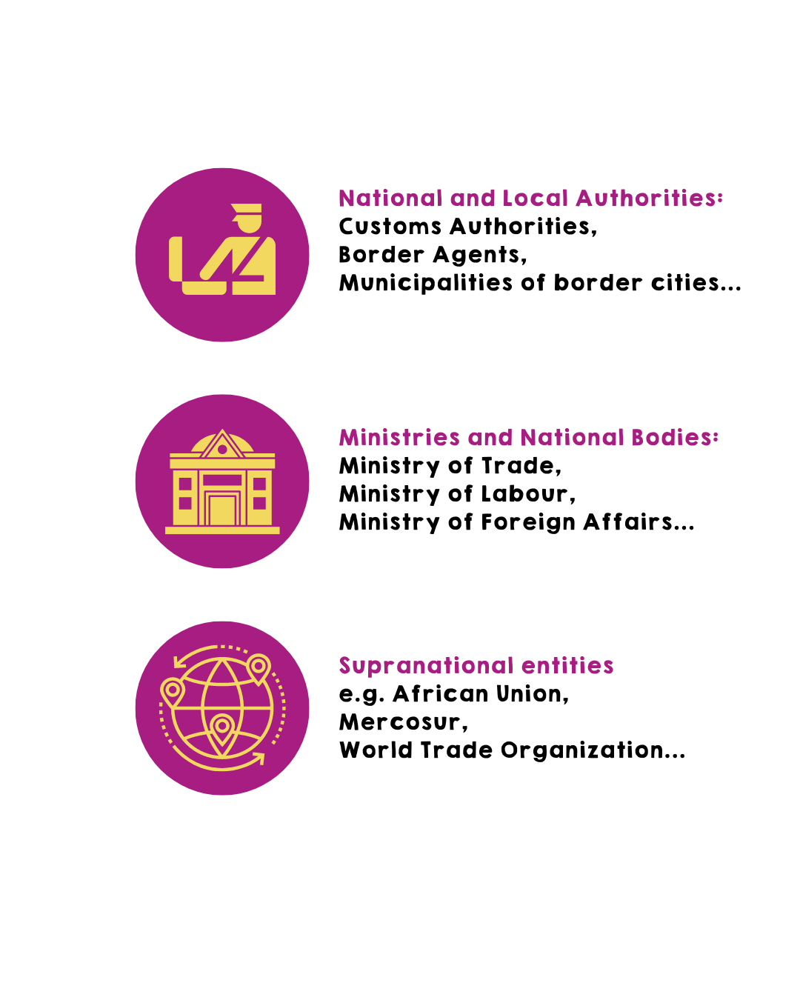 National and Local Authorities:
Customs Authorities,
Border Agents,
Municipalities of border cities...
Ministries and National Bodies:
Ministry of Trade,
Ministry of Labour,
Ministry of Foreign Affairs...
Supranational entities
e.g. African Union,
Mercosur,
World Trade Organization...